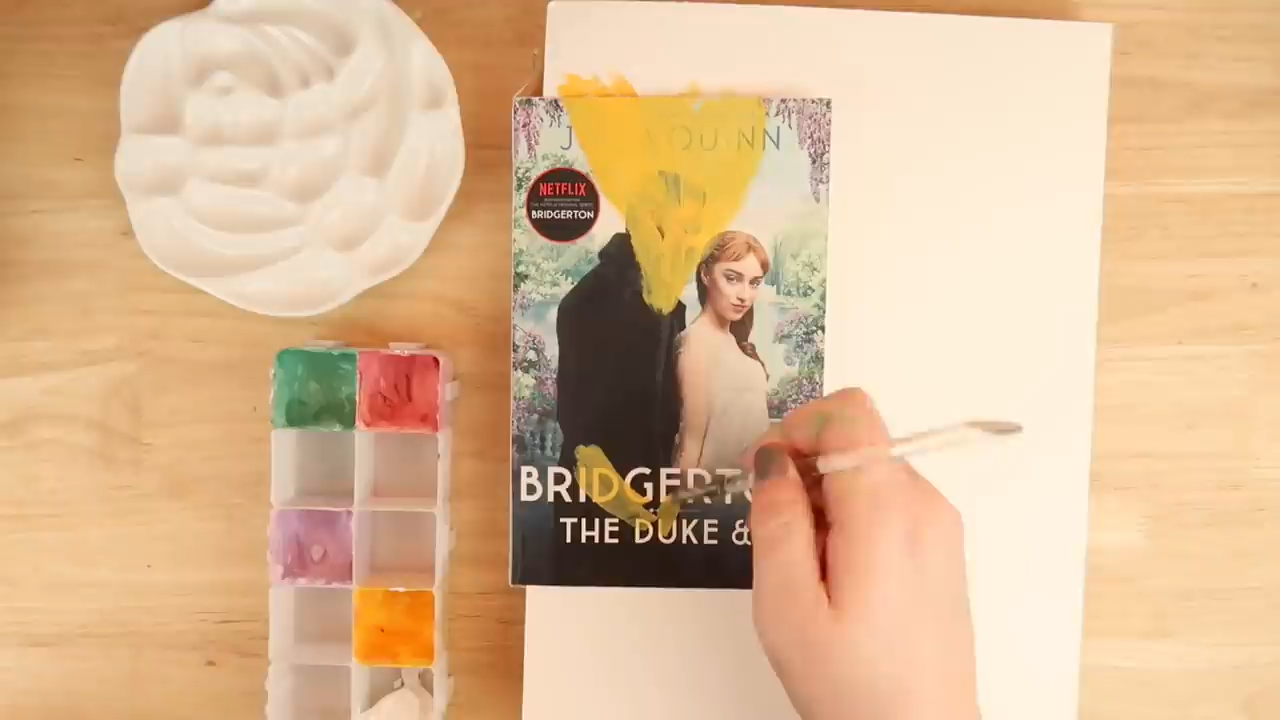 J QUINN
NETFLIX
BRIDGERTON
BRIDGERT
THE DUKE &